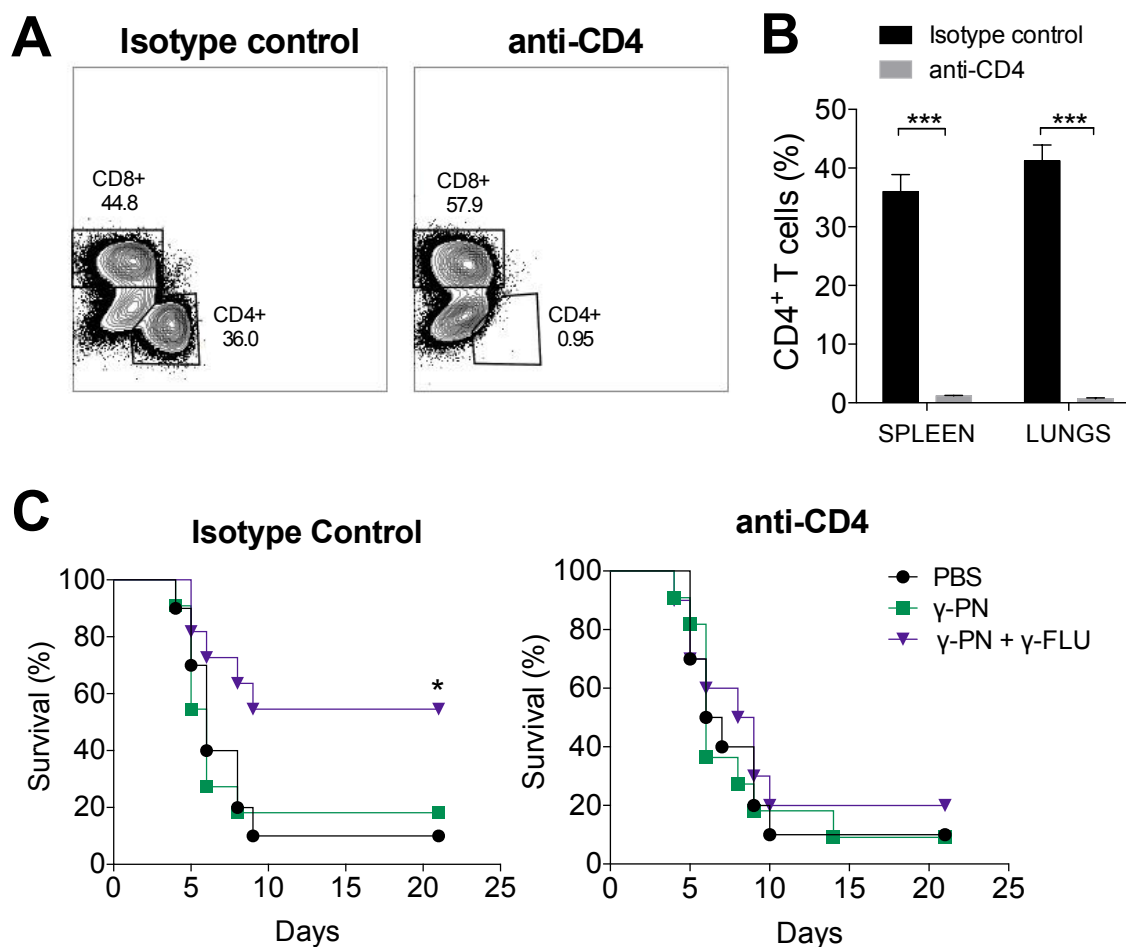 A
Isotype control
anti-CD4
CD8+
44.8
CD4+
36.0
CD8+
57.9
CD4+
0.95
B
Isotype control
anti-CD4
CD4+ T cells (%)
50
40
30
20
10
0
***
***
SPLEEN
LUNGS
C
Isotype Control
Survival (%)
100
80
60
40
20
0
*
0
5
10
15
20
25
Days
anti-CD4
Survival (%)
100
80
60
40
20
0
0
5
10
15
20
25
Days
PBS
γ-PN
γ-PN + γ-FLU